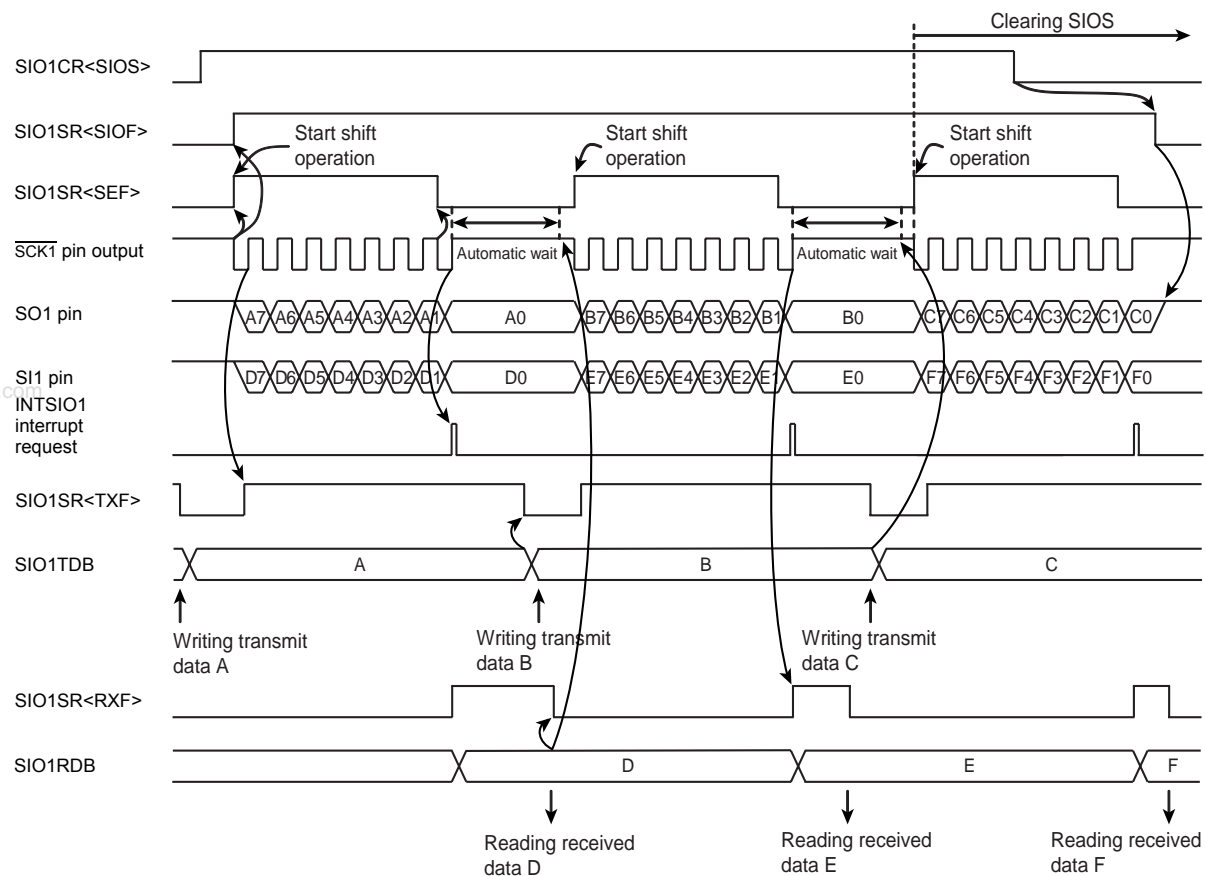 Clearing SIOS
SIO1CR<SIOS>
SIO1SR<SIOF>
Start shift
operation
Start shift
operation
Start shift
operation
SIO1SR<SEF>
SCK1 pin output
Automatic wait
Automatic wait
SO1 pin
A7 A6 A5 A4 A3 A2 A1 A0 B7 B6 B5 B4 B3 B2 B1 B0 C7 C6 C5 C4 C3 C2 C1 C0
SI1 pin
D7 D6 D5 D4 D3 D2 D1 D0 E7 E6 E5 E4 E3 E2 E1 E0 F7 F6 F5 F4 F3 F2 F1 F0
.com
INTSIO1
interrupt
request
SIO1SR<TXF>
SIO1TDB
A B C
Writing transmit
data A
Writing transmit
data B
Writing transmit
data C
SIO1SR<RXF>
SIO1RDB
D E F
Reading received
data D
Reading received
data E
Reading received
data F